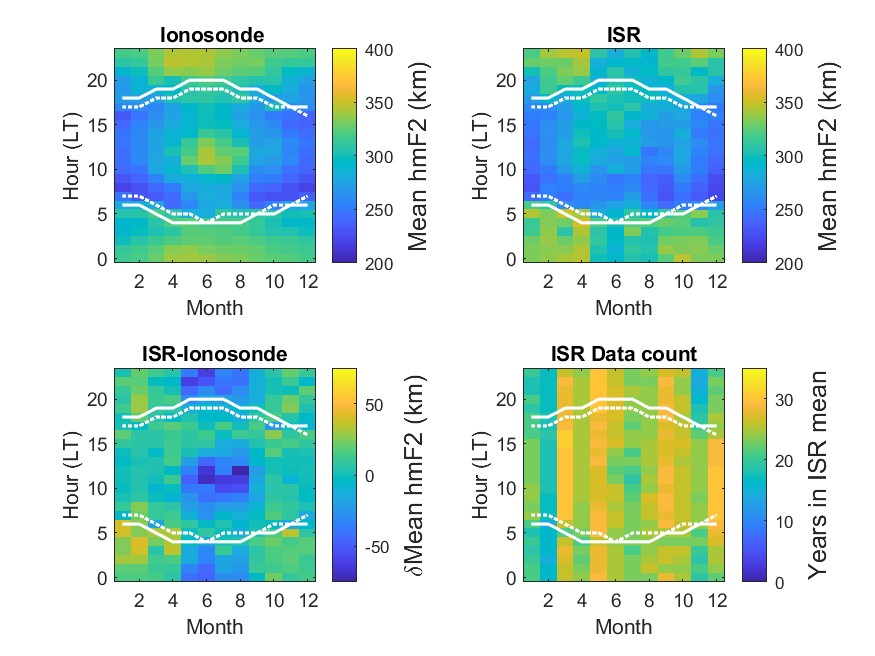 Ionosonde
ISR
20
15
10
5
0
Hour (LT)
2 4 6 8 10 12
Month
400
350
300
250
200
Mean hmF2 (km)
20
15
10
5
0
Hour (LT)
2 4 6 8 10 12
Month
400
350
300
250
200
Mean hmF2 (km)
ISR-Ionosonde
ISR Data count
20
15
10
5
0
Hour (LT)
2 4 6 8 10 12
Month
50
0
-50
δMean hmF2 (km)
20
15
10
5
0
Hour (LT)
2 4 6 8 10 12
Month
30
20
10
0
Years in ISR mean